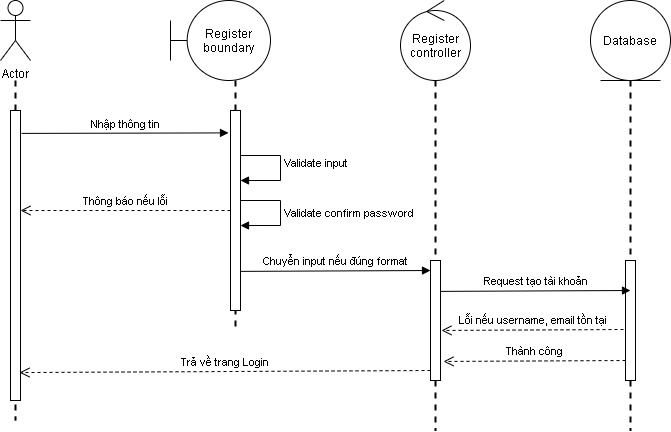 Actor
Register
boundary
Register
controller
Database
Nhập thông tin
Validate input
Thông báo nếu lỗi
Validate confirm password
Chuyển input nếu đúng format
Request tạo tài khoản
Lỗi nếu username, email tồn tại
Thành công
Trả về trang Login